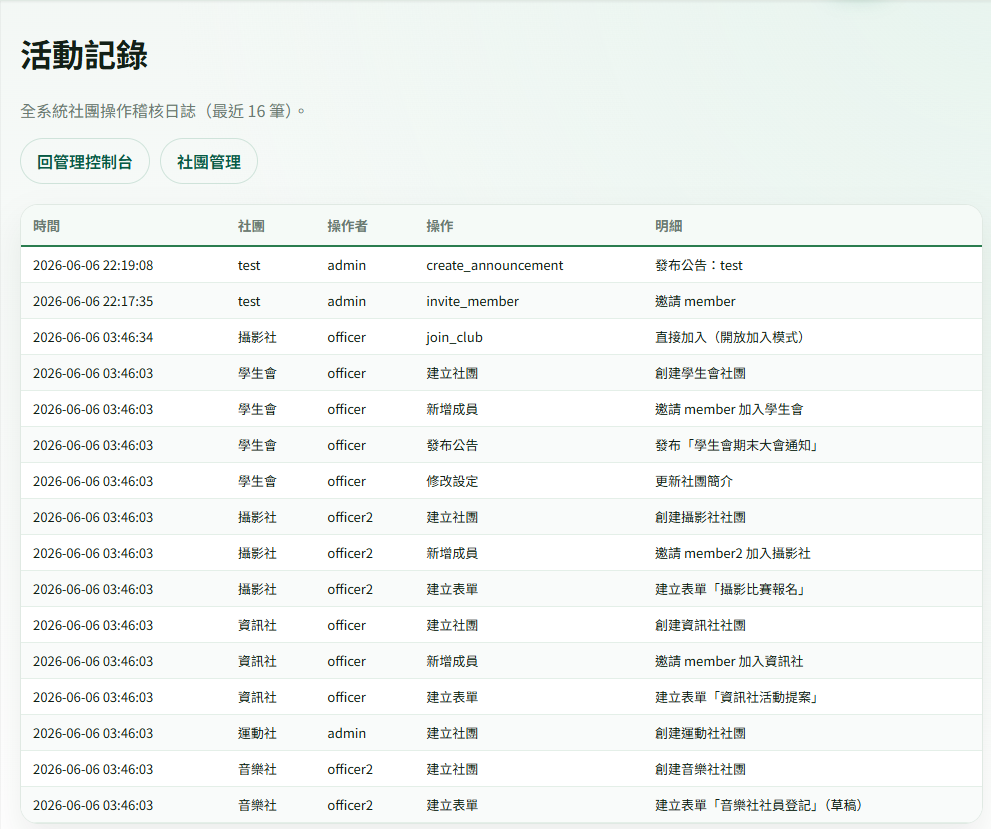 活動記錄
全系統社團操作稽核日誌（最近 16 筆）。
回管理控制台 社團管理
時間 社團 操作者 操作 明細
2026-06-06 22:19:08 test admin create_announcement 發布公告：test
2026-06-06 22:17:35 test admin invite_member 邀請 member
2026-06-06 03:46:34 攝影社 officer join_club 直接加入（開放加入模式）
2026-06-06 03:46:03 學生會 officer 建立社團 創建學生會社團
2026-06-06 03:46:03 學生會 officer 新增成員 邀請 member 加入學生會
2026-06-06 03:46:03 學生會 officer 發布公告 發布「學生會期末大會通知」
2026-06-06 03:46:03 學生會 officer 修改設定 更新社團簡介
2026-06-06 03:46:03 攝影社 officer2 建立社團 創建攝影社社團
2026-06-06 03:46:03 攝影社 officer2 新增成員 邀請 member2 加入攝影社
2026-06-06 03:46:03 攝影社 officer2 建立表單 建立表單「攝影比賽報名」
2026-06-06 03:46:03 資訊社 officer 建立社團 創建資訊社社團
2026-06-06 03:46:03 資訊社 officer 新增成員 邀請 member 加入資訊社
2026-06-06 03:46:03 資訊社 officer 建立表單 建立表單「資訊社活動提案」
2026-06-06 03:46:03 運動社 admin 建立社團 創建運動社社團
2026-06-06 03:46:03 音樂社 officer2 建立社團 創建音樂社社團
2026-06-06 03:46:03 音樂社 officer2 建立表單 建立表單「音樂社社員登記」（草稿）